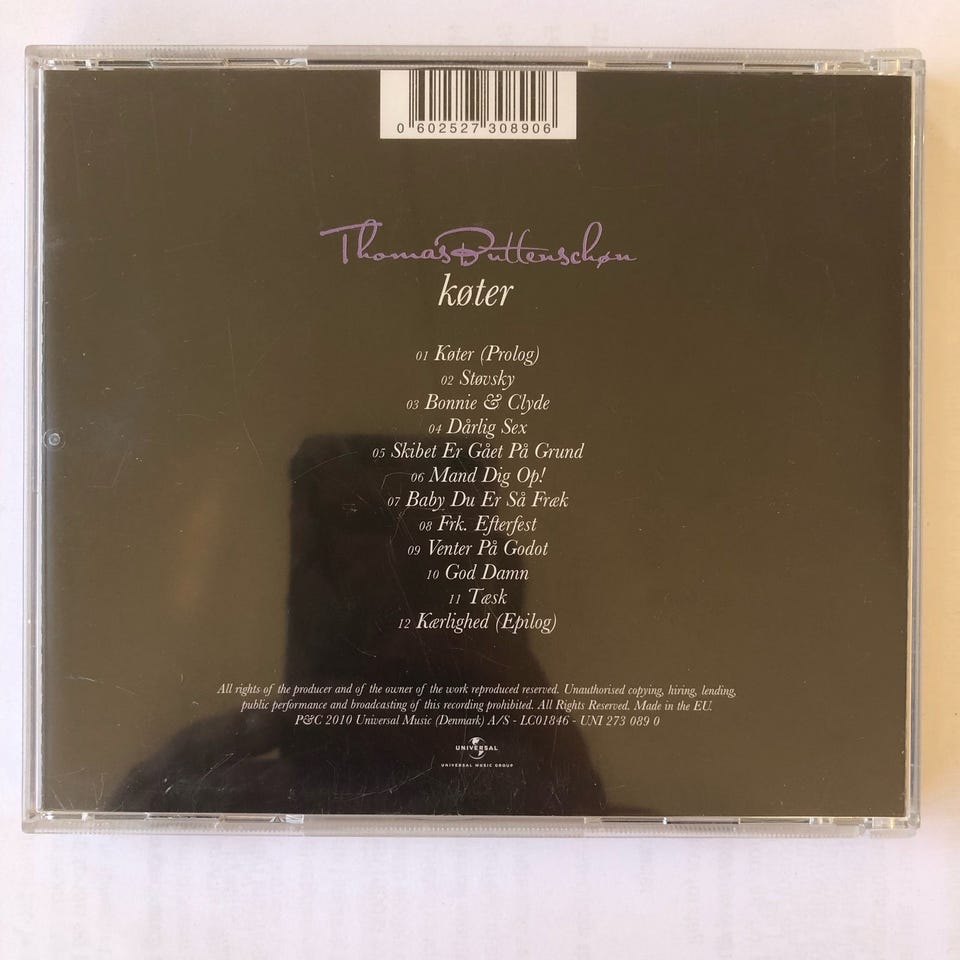 0 602527 308906
Thomas Buttenschøn
køter
01 Køter (Prolog)
02 Støvsky
03 Bonnie & Clyde
04 Dårlig Sex
05 Skibet Er Gået På Grund
06 Mand Dig Op!
07 Baby Du Er Så Fræk
08 Frk. Efterfest
09 Venter På Godot
10 God Damn
11 Tæsk
12 Kærlighed (Epilog)
All rights of the producer and of the owner of the work reproduced reserved. Unauthorised copying, hiring, lending,
public performance and broadcasting of this recording prohibited. All Rights Reserved. Made in the EU.
P&C 2010 Universal Music (Denmark) A/S - LC01846 - UNI 273 089 0
UNIVERSAL
UNIVERSAL MUSIC GROUP